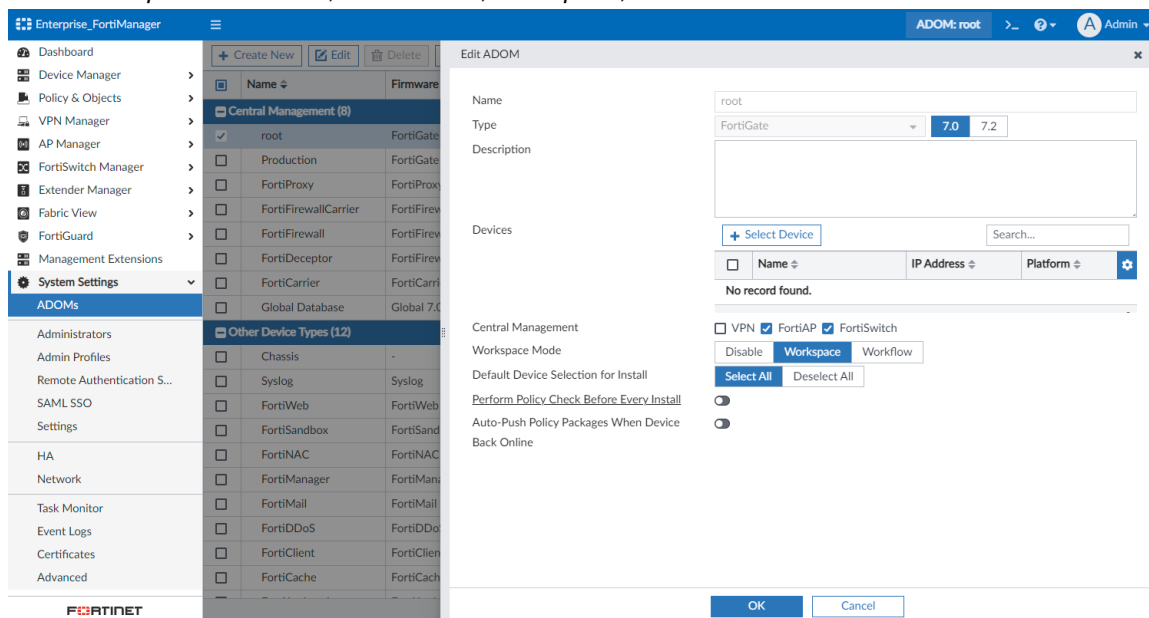 Enterprise_FortiManager
ADOM: root
Admin
Dashboard
Device Manager
Policy & Objects
VPN Manager
AP Manager
FortiSwitch Manager
Extender Manager
Fabric View
FortiGuard
Management Extensions
System Settings
ADOMs
Administrators
Admin Profiles
Remote Authentication S...
SAML SSO
Settings
HA
Network
Task Monitor
Event Logs
Certificates
Advanced
FORTINET
+ Create New Edit Delete
Name Firmware
Central Management (8)
root FortiGate
Production FortiGate
FortiProxy FortiProxy
FortiFirewallCarrier FortiFirew
FortiFirewall FortiFirew
FortiDeceptor FortiFirew
FortiCarrier FortiCarri
Global Database Global 7.0
Other Device Types (12)
Chassis -
Syslog Syslog
FortiWeb FortiWeb
FortiSandbox FortiSand
FortiNAC FortiNAC
FortiManager FortiMana
FortiMail FortiMail
FortiDDoS FortiDDo
FortiClient FortiClien
FortiCache FortiCach
Edit ADOM
Name root
Type FortiGate 7.0 7.2
Description
Devices + Select Device Search...
Name IP Address Platform
No record found.
Central Management VPN FortiAP FortiSwitch
Workspace Mode Disable Workspace Workflow
Default Device Selection for Install Select All Deselect All
Perform Policy Check Before Every Install
Auto-Push Policy Packages When Device
Back Online
OK Cancel